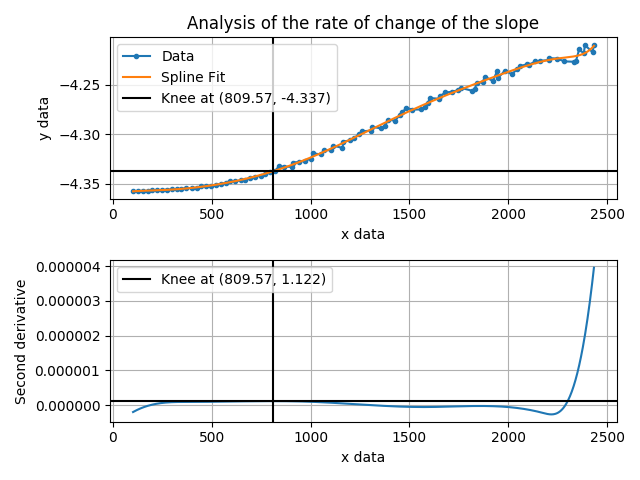 Analysis of the rate of change of the slope
Data
Spline Fit
Knee at (809.57, -4.337)
−4.25
−4.30
−4.35
y data
0 500 1000 1500 2000 2500
x data
Knee at (809.57, 1.122)
0.000004
0.000003
0.000002
0.000001
0.000000
Second derivative
0 500 1000 1500 2000 2500
x data